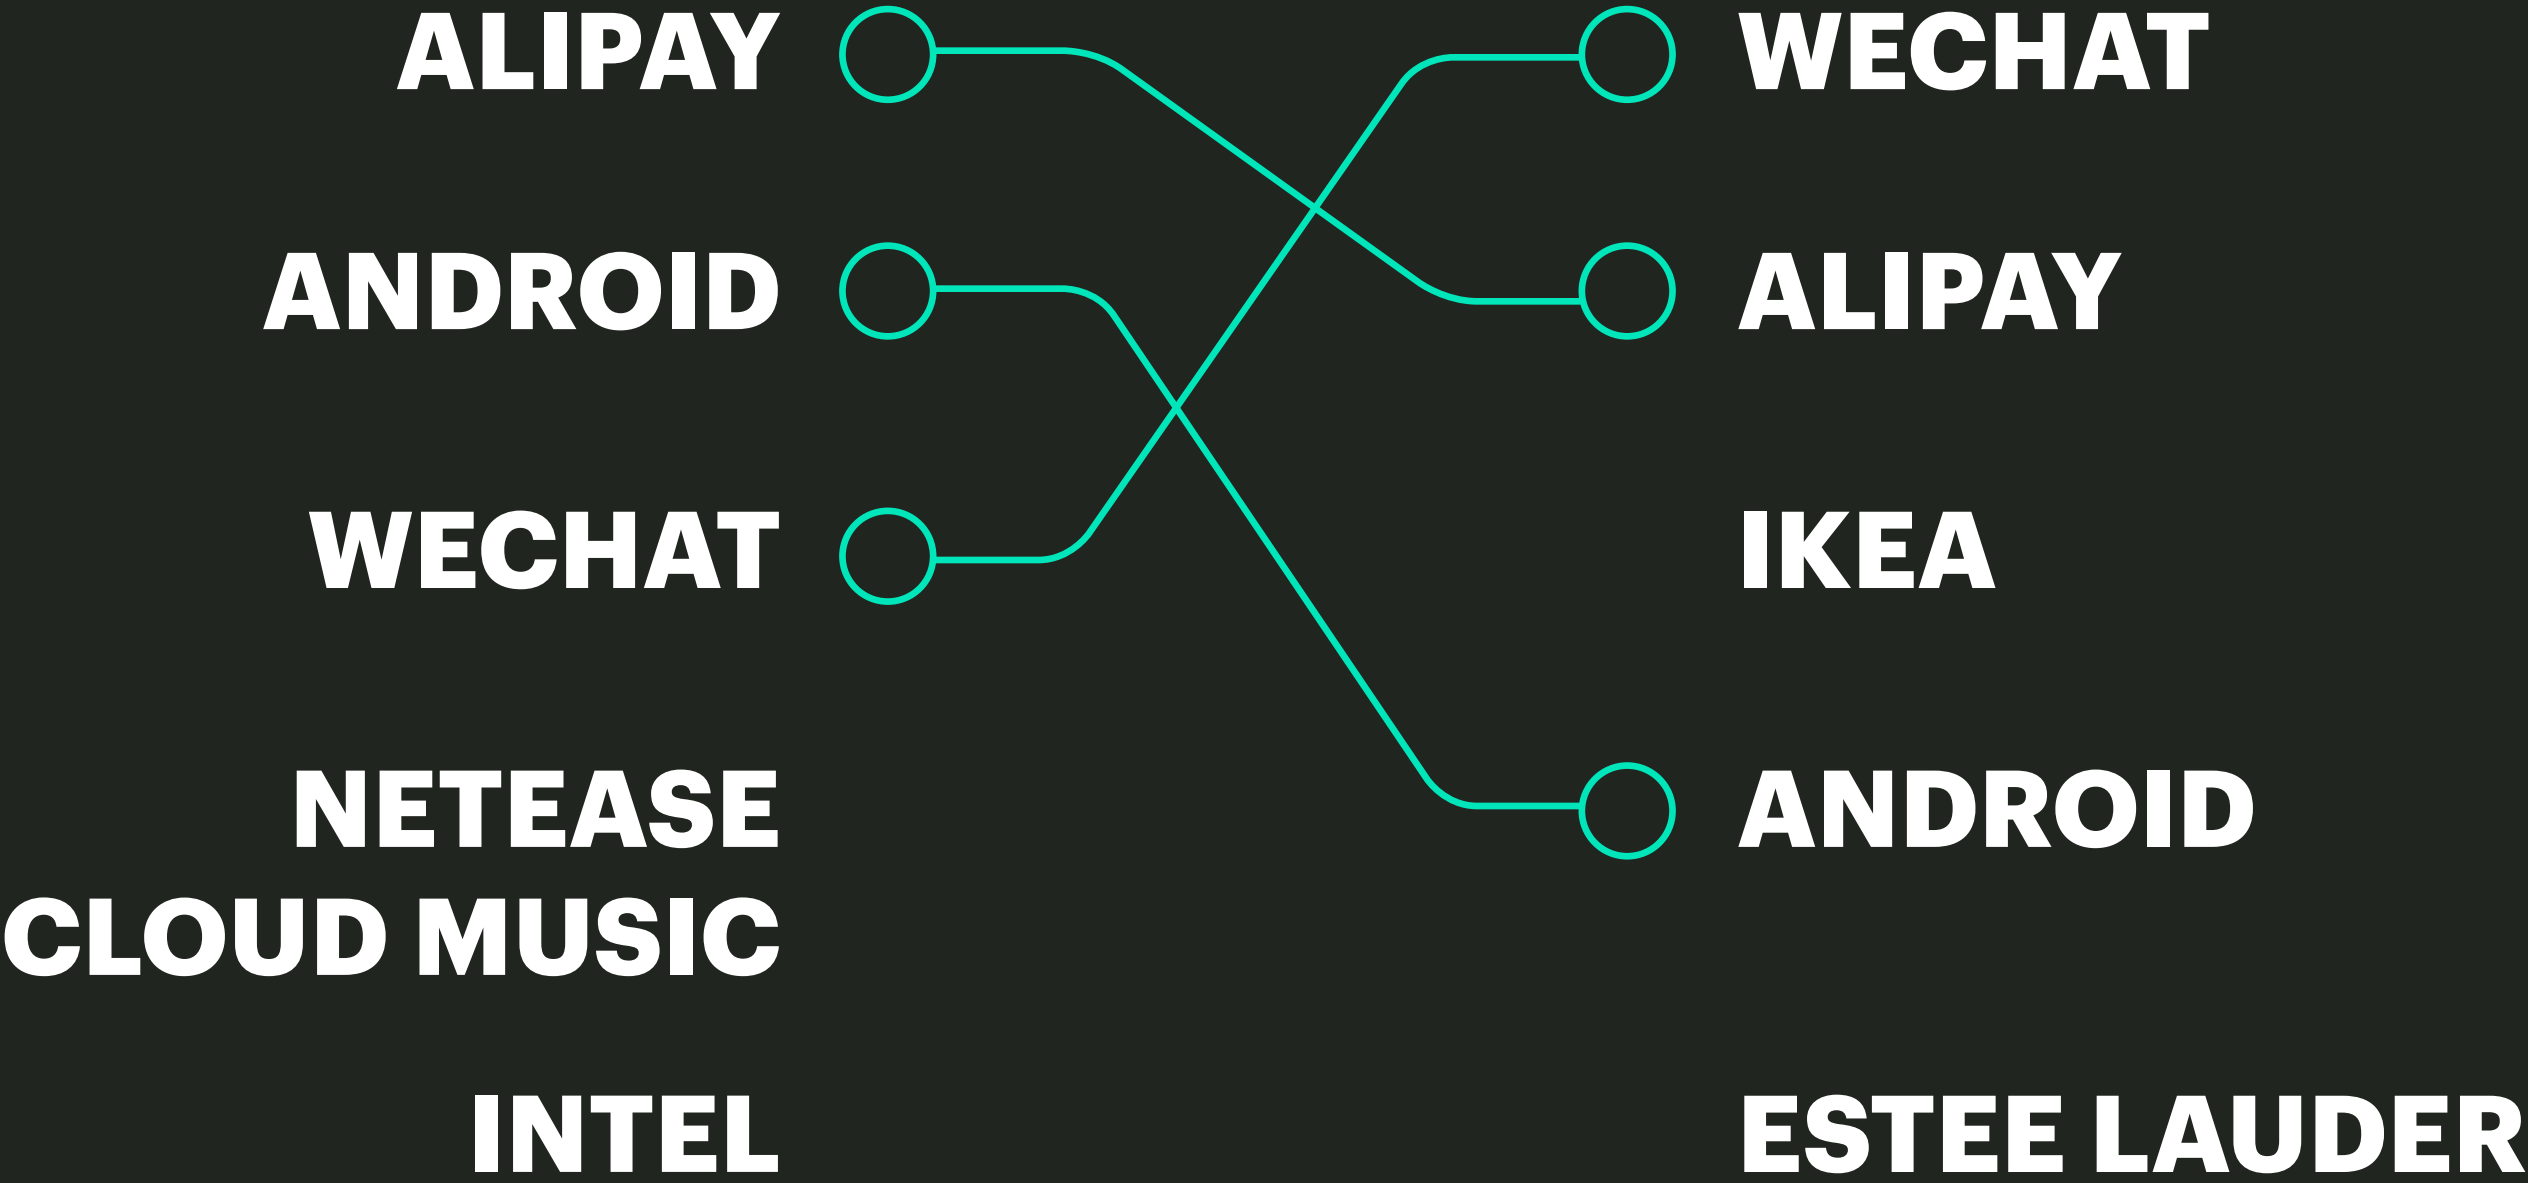 ALIPAY
ANDROID
WECHAT
NETEASE
CLOUD MUSIC
INTEL
WECHAT
ALIPAY
IKEA
ANDROID
ESTEE LAUDER